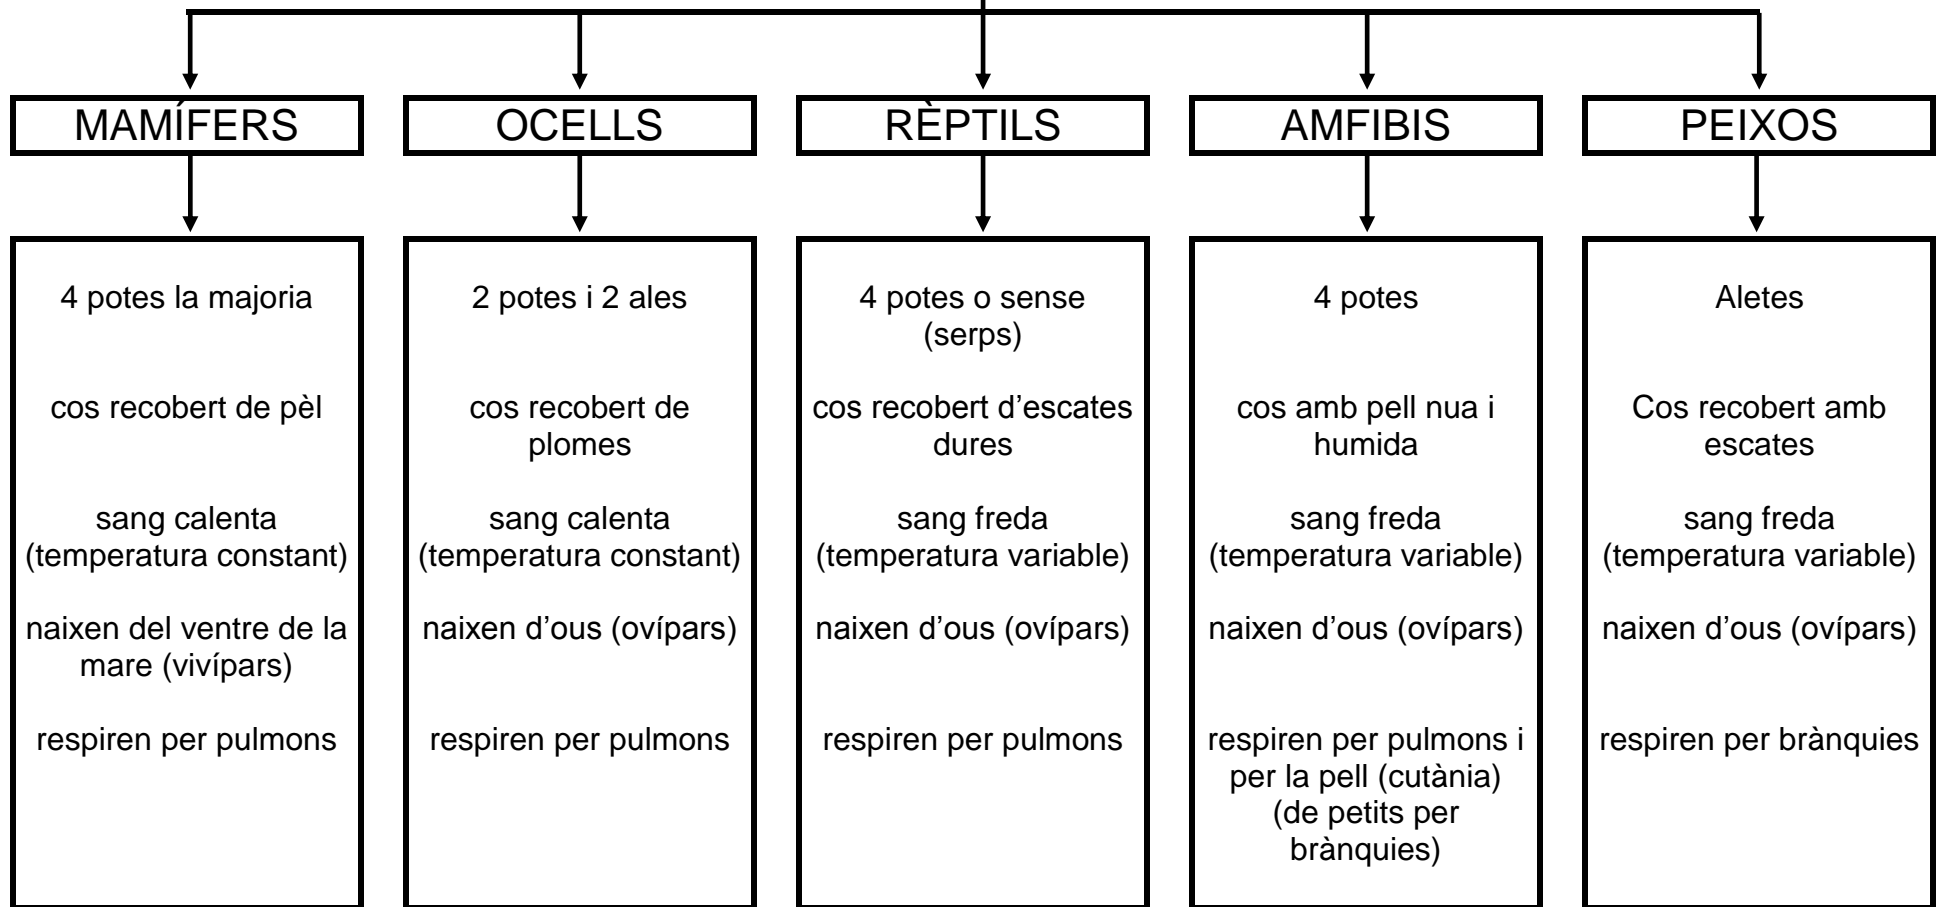 MAMÍFERS
4 potes la majoria
cos recobert de pèl
sang calenta
(temperatura constant)
naixen del ventre de la
mare (vivípars)
respiren per pulmons
OCELLS
2 potes i 2 ales
cos recobert de
plomes
sang calenta
(temperatura constant)
naixen d’ous (ovípars)
respiren per pulmons
RÈPTILS
4 potes o sense
(serps)
cos recobert d’escates
dures
sang freda
(temperatura variable)
naixen d’ous (ovípars)
respiren per pulmons
AMFIBIS
4 potes
cos amb pell nua i
humida
sang freda
(temperatura variable)
naixen d’ous (ovípars)
respiren per pulmons i
per la pell (cutània)
(de petits per
brànquies)
PEIXOS
Aletes
Cos recobert amb
escates
sang freda
(temperatura variable)
naixen d’ous (ovípars)
respiren per brànquies